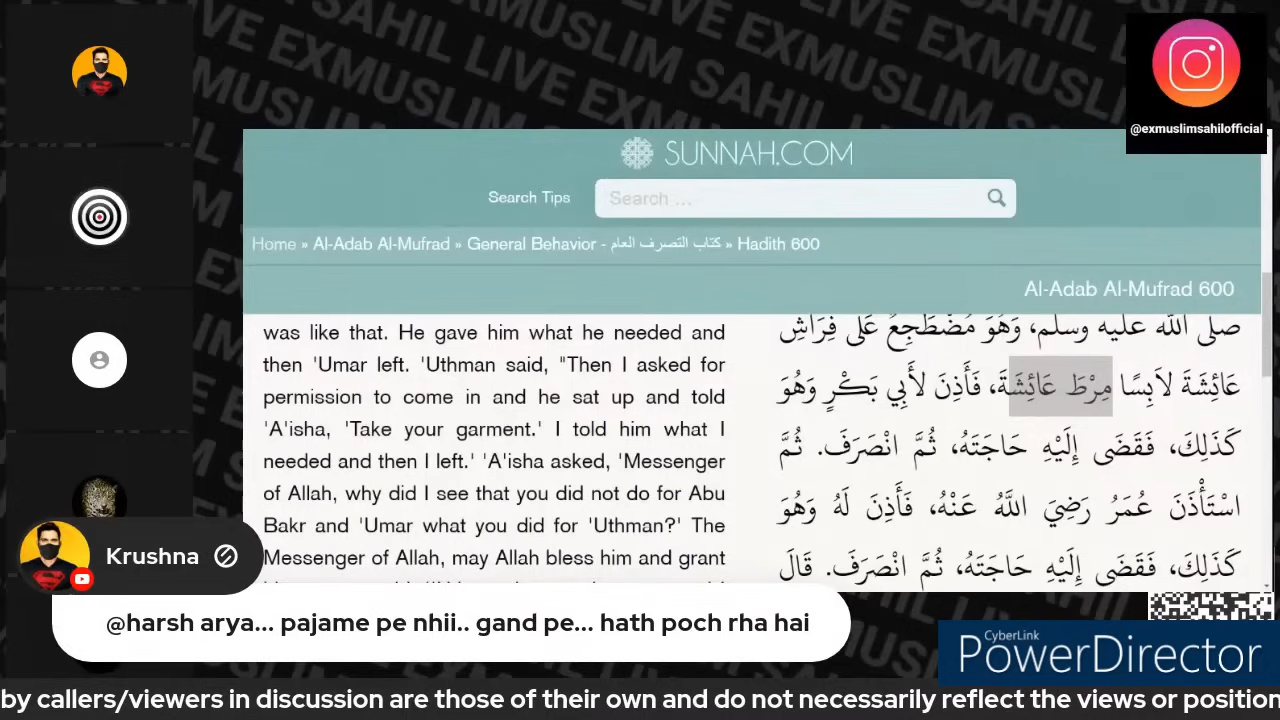 @exmuslimsahilofficial
SUNNAH.COM
Search Tips
Search ...
Home » Al-Adab Al-Mufrad » General Behavior - كتاب التصرف العام » Hadith 600
Al-Adab Al-Mufrad 600
was like that. He gave him what he needed and
then 'Umar left. 'Uthman said, "Then I asked for
permission to come in and he sat up and told
'A'isha, 'Take your garment.' I told him what I
needed and then I left.' 'A'isha asked, 'Messenger
of Allah, why did I see that you did not do for Abu
Bakr and 'Umar what you did for 'Uthman?' The
Messenger of Allah, may Allah bless him and grant
صلى الله عليه وسلم، وَهُوَ مُضْطَجِعٌ عَلَى فِرَاشِ
عَائِشَةَ لاَبِسًا مِرْطَ عَائِشَةَ، فَأَذِنَ لأَبِي بَكْرٍ وَهُوَ
كَذَلِكَ، فَقَضَى إِلَيْهِ حَاجَتَهُ، ثُمَّ انْصَرَفَ. ثُمَّ
اسْتَأْذَنَ عُمَرُ رَضِيَ اللَّهُ عَنْهُ، فَأَذِنَ لَهُ وَهُوَ
كَذَلِكَ، فَقَضَى إِلَيْهِ حَاجَتَهُ، ثُمَّ انْصَرَفَ. قَالَ
Krushna
@harsh arya... pajame pe nhii.. gand pe... hath poch rha hai
CyberLink
PowerDirector
by callers/viewers in discussion are those of their own and do not necessarily reflect the views or position